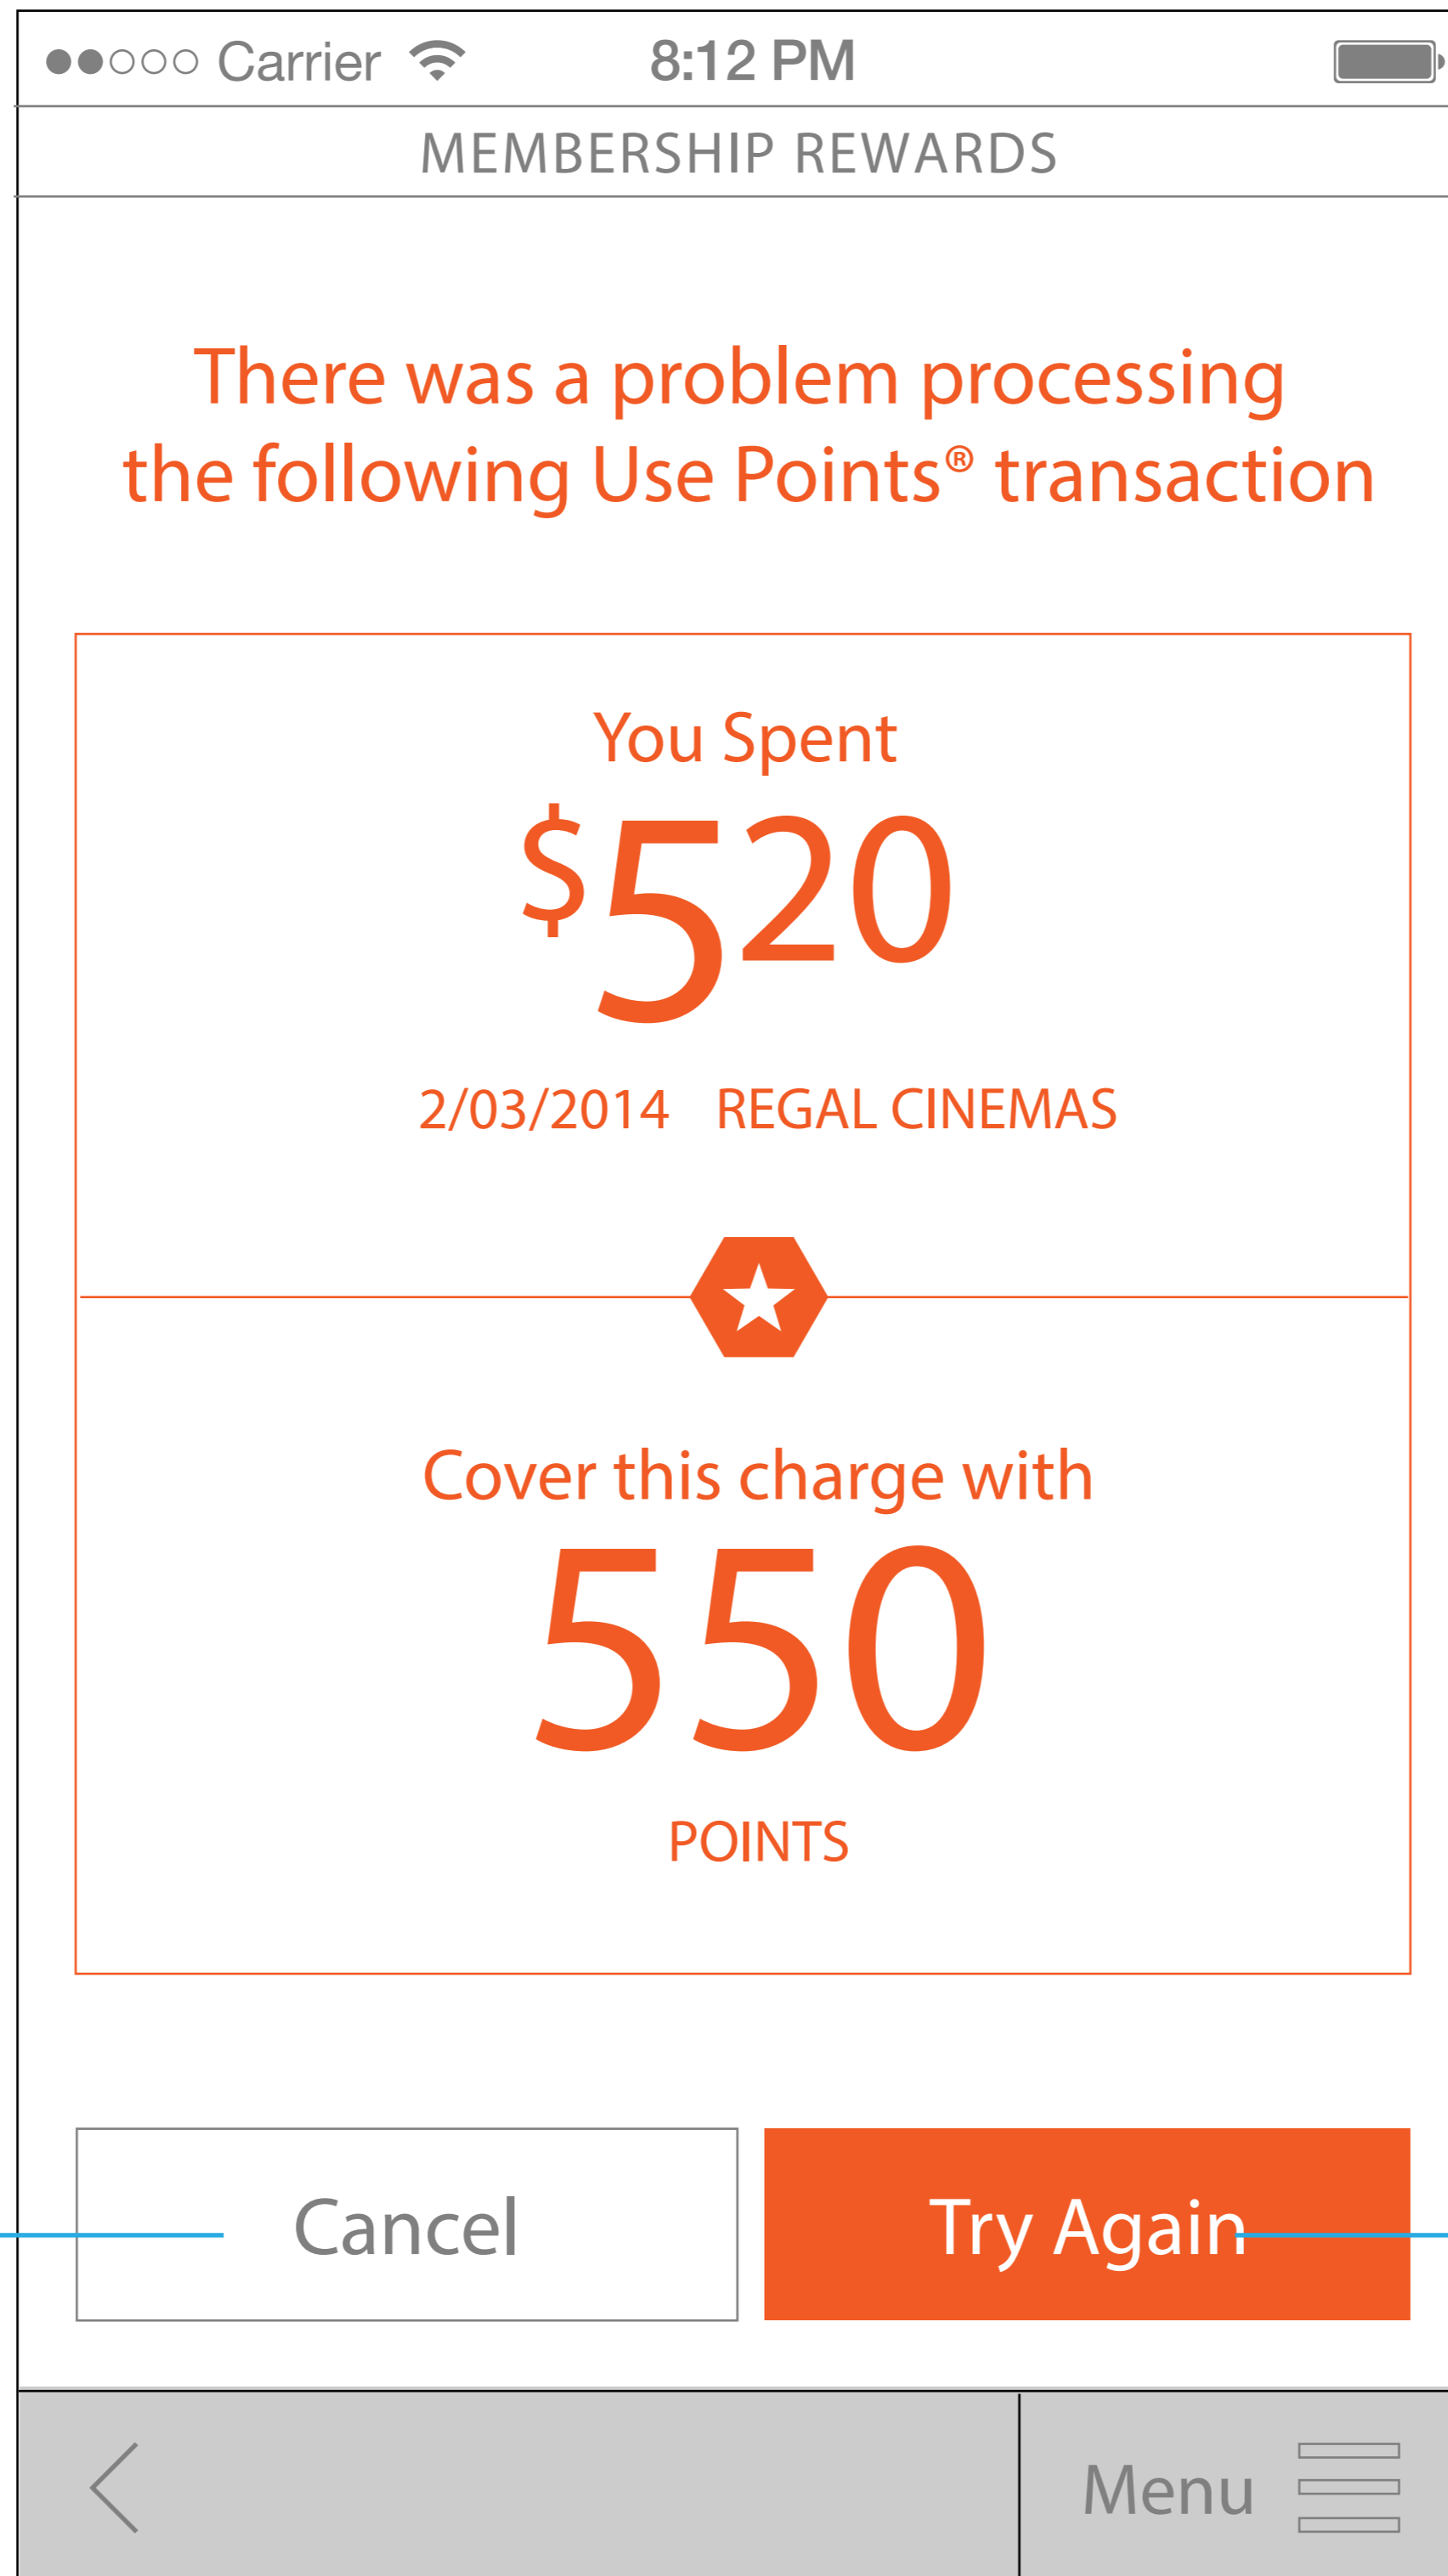 Carrier 8:12 PM
MEMBERSHIP REWARDS
There was a problem processing
the following Use Points® transaction
You Spent
$520
2/03/2014 REGAL CINEMAS
Cover this charge with
550
POINTS
Cancel Try Again
Menu